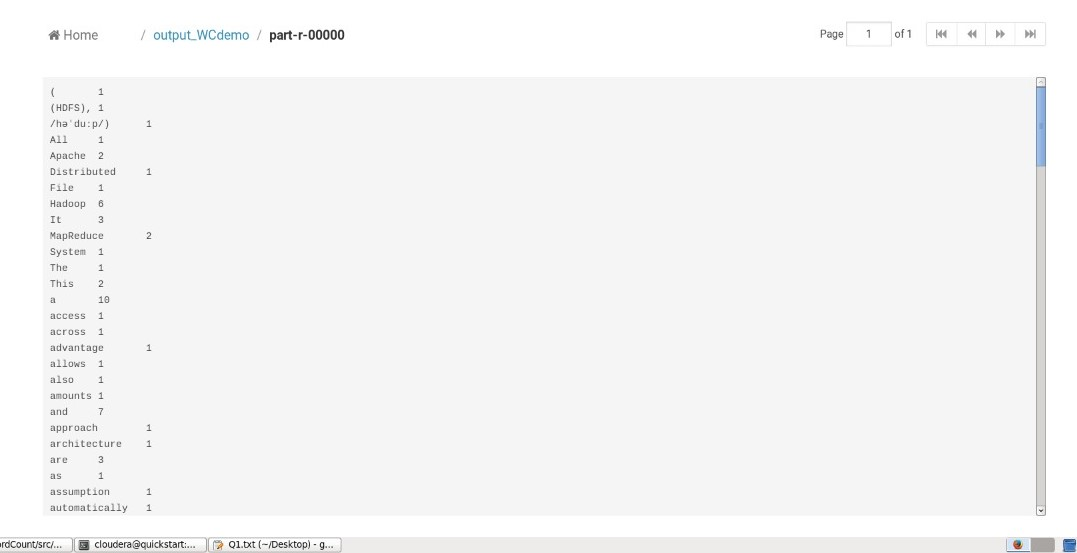 Home / output_WCdemo / part-r-00000 Page 1 of 1
( 1
(HDFS), 1
/həˈduːp/) 1
All 1
Apache 2
Distributed 1
File 1
Hadoop 6
It 3
MapReduce 2
System 1
The 1
This 2
a 10
access 1
across 1
advantage 1
allows 1
also 1
amounts 1
and 7
approach 1
architecture 1
are 3
as 1
assumption 1
automatically 1
ordCount/src/... cloudera@quickstart:... Q1.txt (~/Desktop) - g...